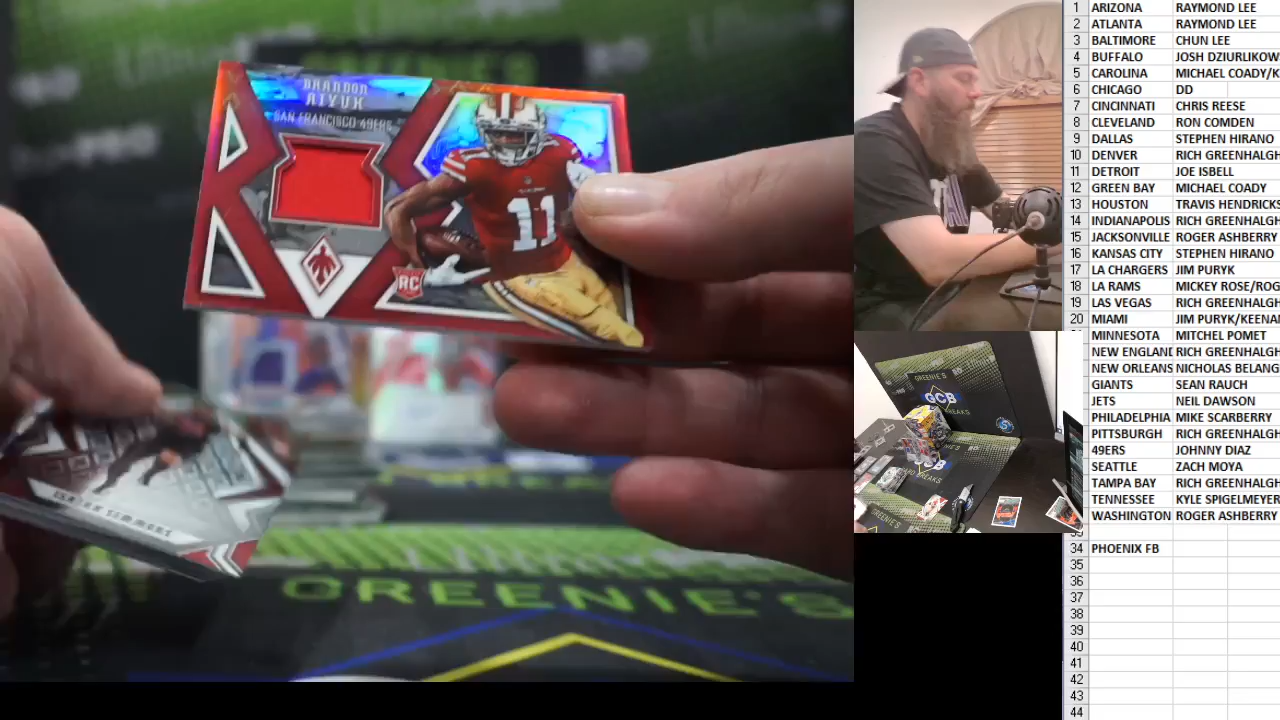 BRANDON
AIYUK
SAN FRANCISCO 49ERS
11
RC
ISAIAH SIMMONS
GREENIE'S
GREENIE'S
GCB
BREAKS
GREENIE'S
1 ARIZONA RAYMOND LEE
2 ATLANTA RAYMOND LEE
3 BALTIMORE CHUN LEE
4 BUFFALO JOSH DZIURLIKOW
5 CAROLINA MICHAEL COADY/K
6 CHICAGO DD
7 CINCINNATI CHRIS REESE
8 CLEVELAND RON COMDEN
9 DALLAS STEPHEN HIRANO
10 DENVER RICH GREENHALGH
11 DETROIT JOE ISBELL
12 GREEN BAY MICHAEL COADY
13 HOUSTON TRAVIS HENDRICKS
14 INDIANAPOLIS RICH GREENHALGH
15 JACKSONVILLE ROGER ASHBERRY
16 KANSAS CITY STEPHEN HIRANO
17 LA CHARGERS JIM PURYK
18 LA RAMS MICKEY ROSE/ROG
19 LAS VEGAS RICH GREENHALGH
20 MIAMI JIM PURYK/KEENAN
MINNESOTA MITCHEL POMET
NEW ENGLAND RICH GREENHALGH
NEW ORLEANS NICHOLAS BELANG
GIANTS SEAN RAUCH
JETS NEIL DAWSON
PHILADELPHIA MIKE SCARBERRY
PITTSBURGH RICH GREENHALGH
49ERS JOHNNY DIAZ
SEATTLE ZACH MOYA
TAMPA BAY RICH GREENHALGH
TENNESSEE KYLE SPIGELMEYER
WASHINGTON ROGER ASHBERRY
34 PHOENIX FB
35
36
37
38
39
40
41
42
43
44